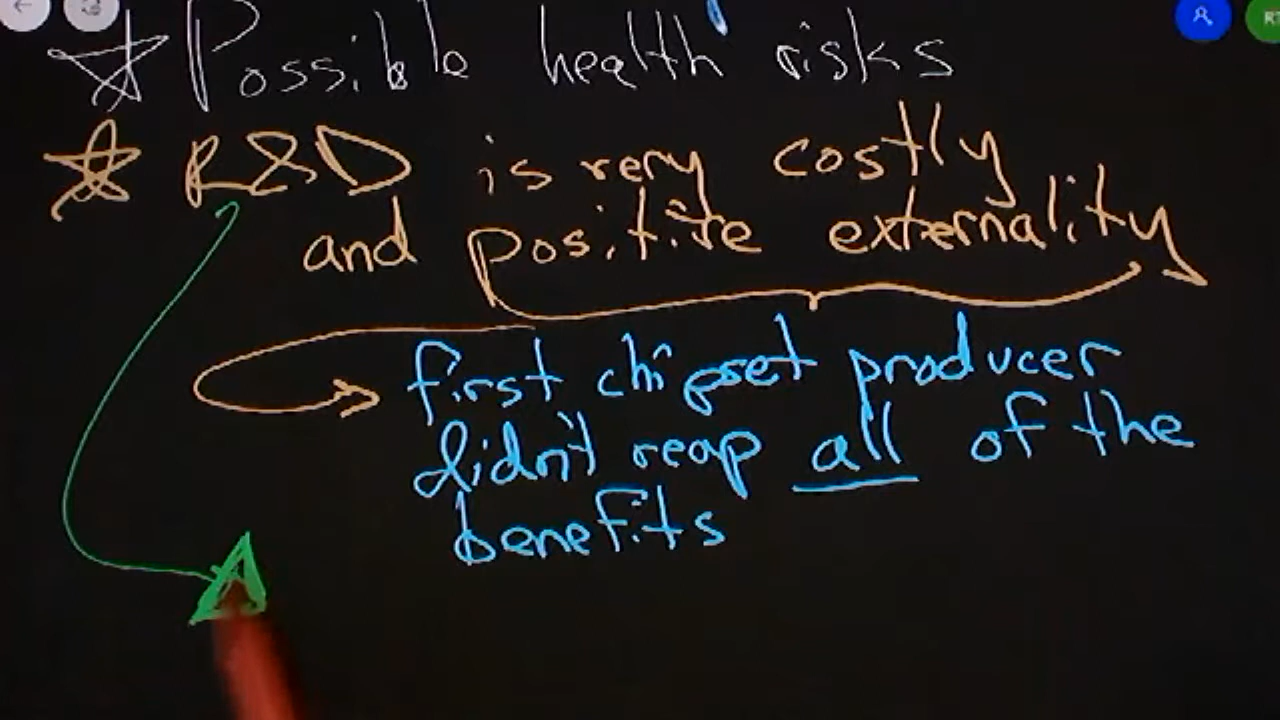 ☆ Possible health risks
☆ R&D is very costly
and positive externality
first chipset producer
didn't reap all of the
benefits